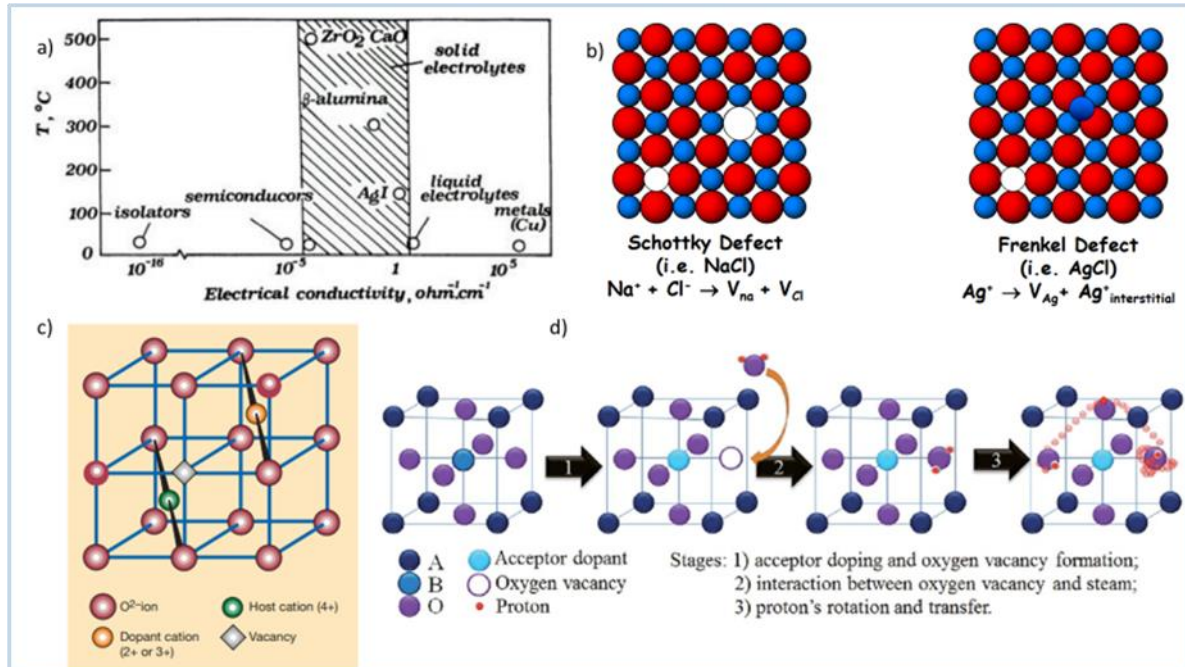 a)
500
400
300
200
100
0
T, °C
ZrO2 CaO
solid
electrolytes
β-alumina
AgI
liquid
electrolytes
metals
(Cu)
semiconducors
isolators
10⁻¹⁶
10⁻⁵
1
10⁵
Electrical conductivity, ohm⁻¹.cm⁻¹
b)
Schottky Defect
(i.e. NaCl)
Na⁺ + Cl⁻ → Vna + VCl
Frenkel Defect
(i.e. AgCl)
Ag⁺ → VAg + Ag⁺interstitial
c)
O²⁻ion
Host cation (4+)
Dopant cation
(2+ or 3+)
Vacancy
d)
1
2
3
A
Acceptor dopant
B
Oxygen vacancy
O
Proton
Stages: 1) acceptor doping and oxygen vacancy formation;
2) interaction between oxygen vacancy and steam;
3) proton's rotation and transfer.